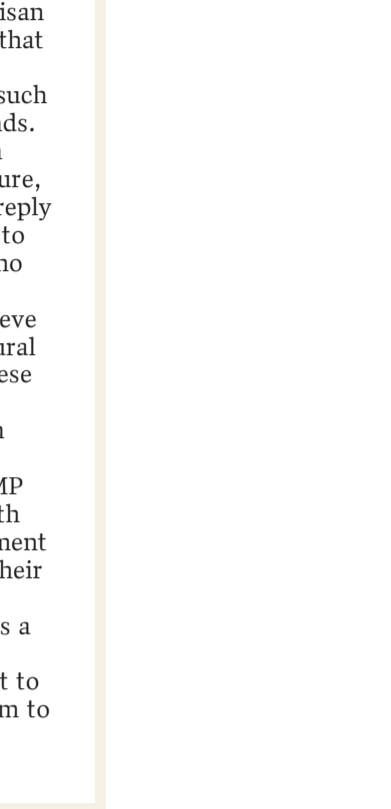 isan
that
such
ds.
ure,
reply
to
no
eve
ural
ese
MP
th
ment
heir
s a
t to
m to